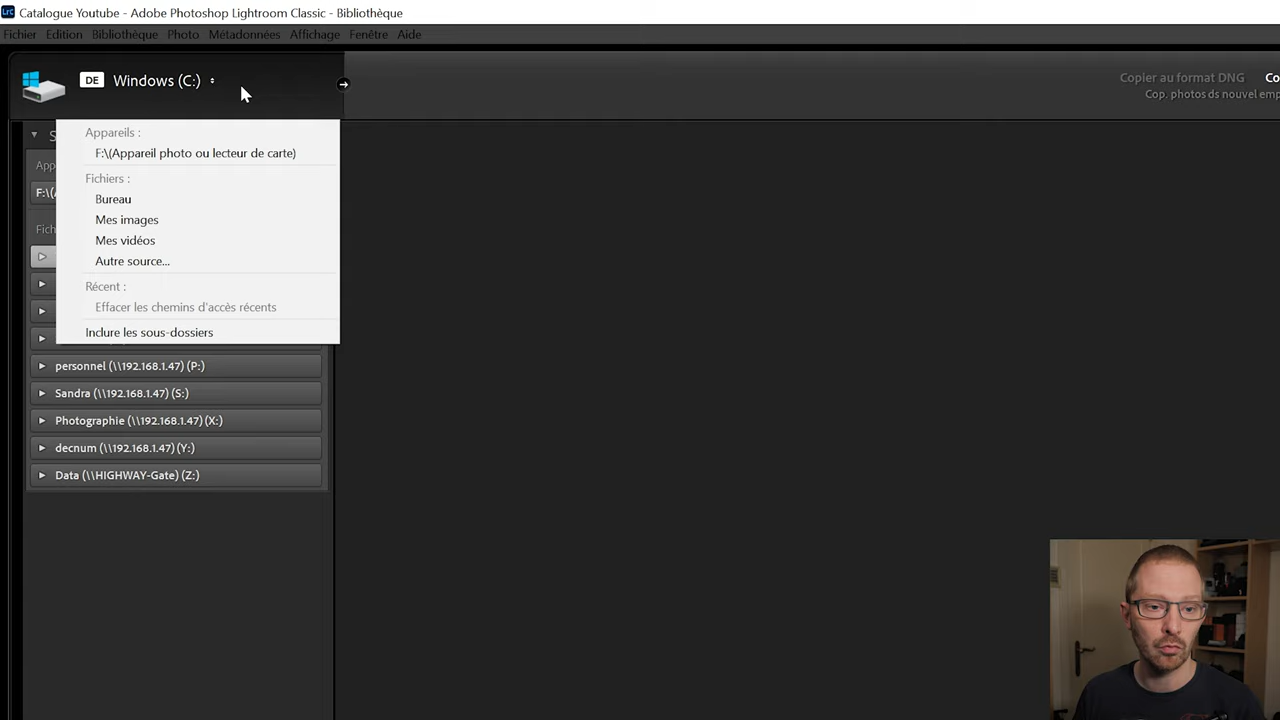 Catalogue Youtube - Adobe Photoshop Lightroom Classic - Bibliothèque
Fichier Edition Bibliothèque Photo Métadonnées Affichage Fenêtre Aide
DE Windows (C:)
Copier au format DNG Co
Cop. photos ds nouvel emp
Appareils :
F:\(Appareil photo ou lecteur de carte)
Fichiers :
Bureau
Mes images
Mes vidéos
Autre source...
Récent :
Effacer les chemins d'accès récents
Inclure les sous-dossiers
S
App
F:\(
Fich
personnel (\\192.168.1.47) (P:)
Sandra (\\192.168.1.47) (S:)
Photographie (\\192.168.1.47) (X:)
decnum (\\192.168.1.47) (Y:)
Data (\\HIGHWAY-Gate) (Z:)